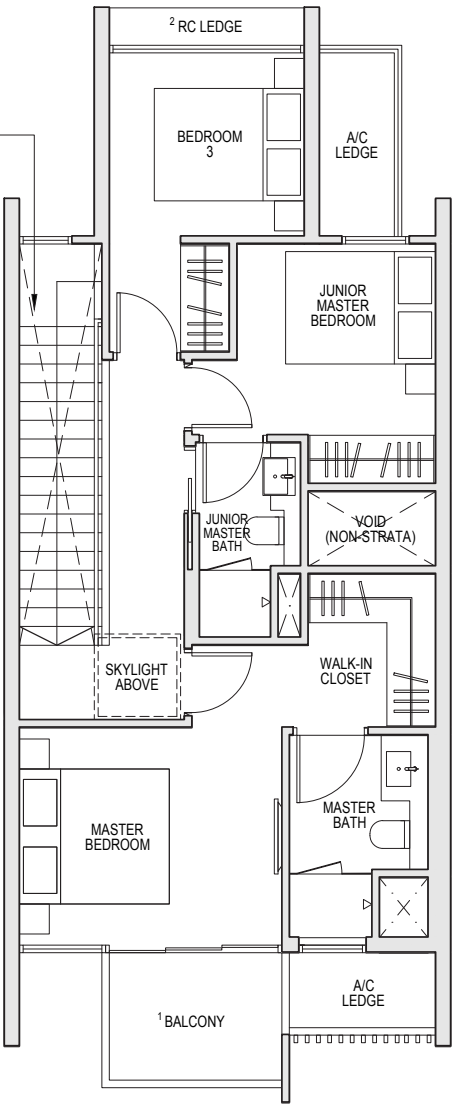 ² RC LEDGE
BEDROOM
3
A/C
LEDGE
JUNIOR
MASTER
BEDROOM
JUNIOR
MASTER
BATH
VOID
(NON-STRATA)
SKYLIGHT
ABOVE
WALK-IN
CLOSET
MASTER
BEDROOM
MASTER
BATH
¹ BALCONY
A/C
LEDGE